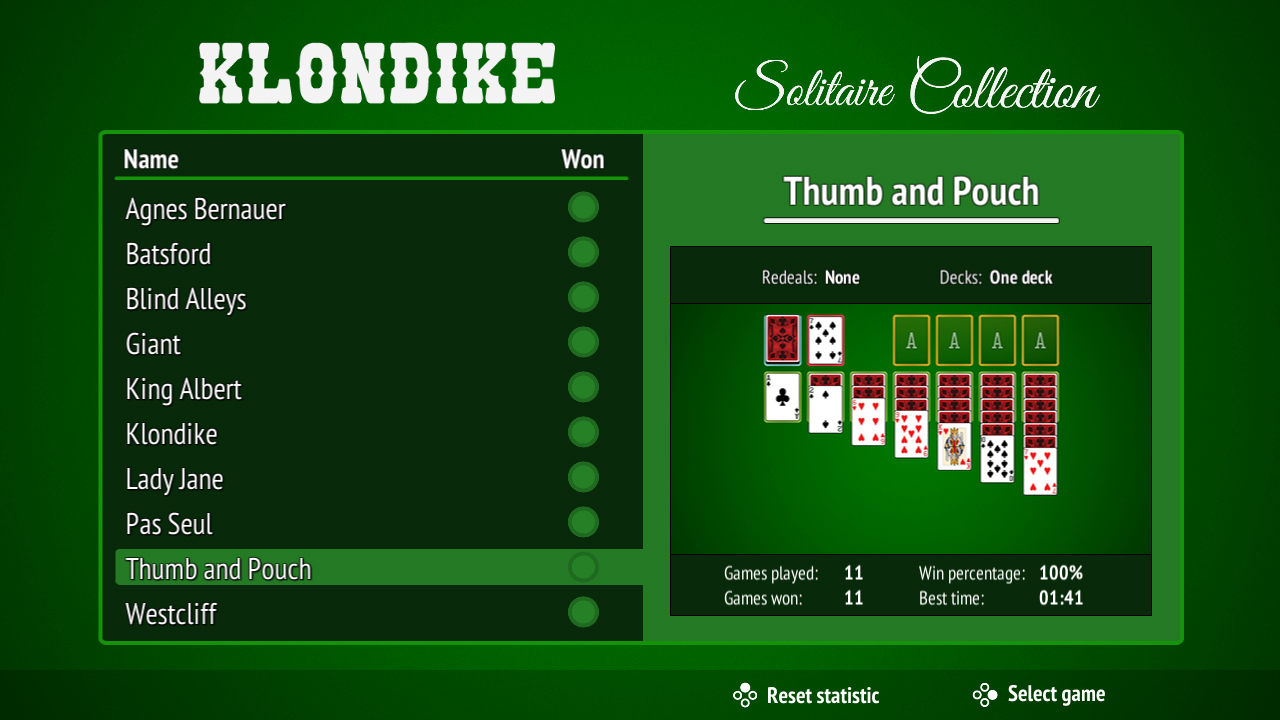 KLONDIKE
Solitaire Collection
Name Won
Agnes Bernauer
Batsford
Blind Alleys
Giant
King Albert
Klondike
Lady Jane
Pas Seul
Thumb and Pouch
Westcliff
Thumb and Pouch
Redeals: None Decks: One deck
A A A A
Games played: 11 Win percentage: 100%
Games won: 11 Best time: 01:41
Reset statistic Select game